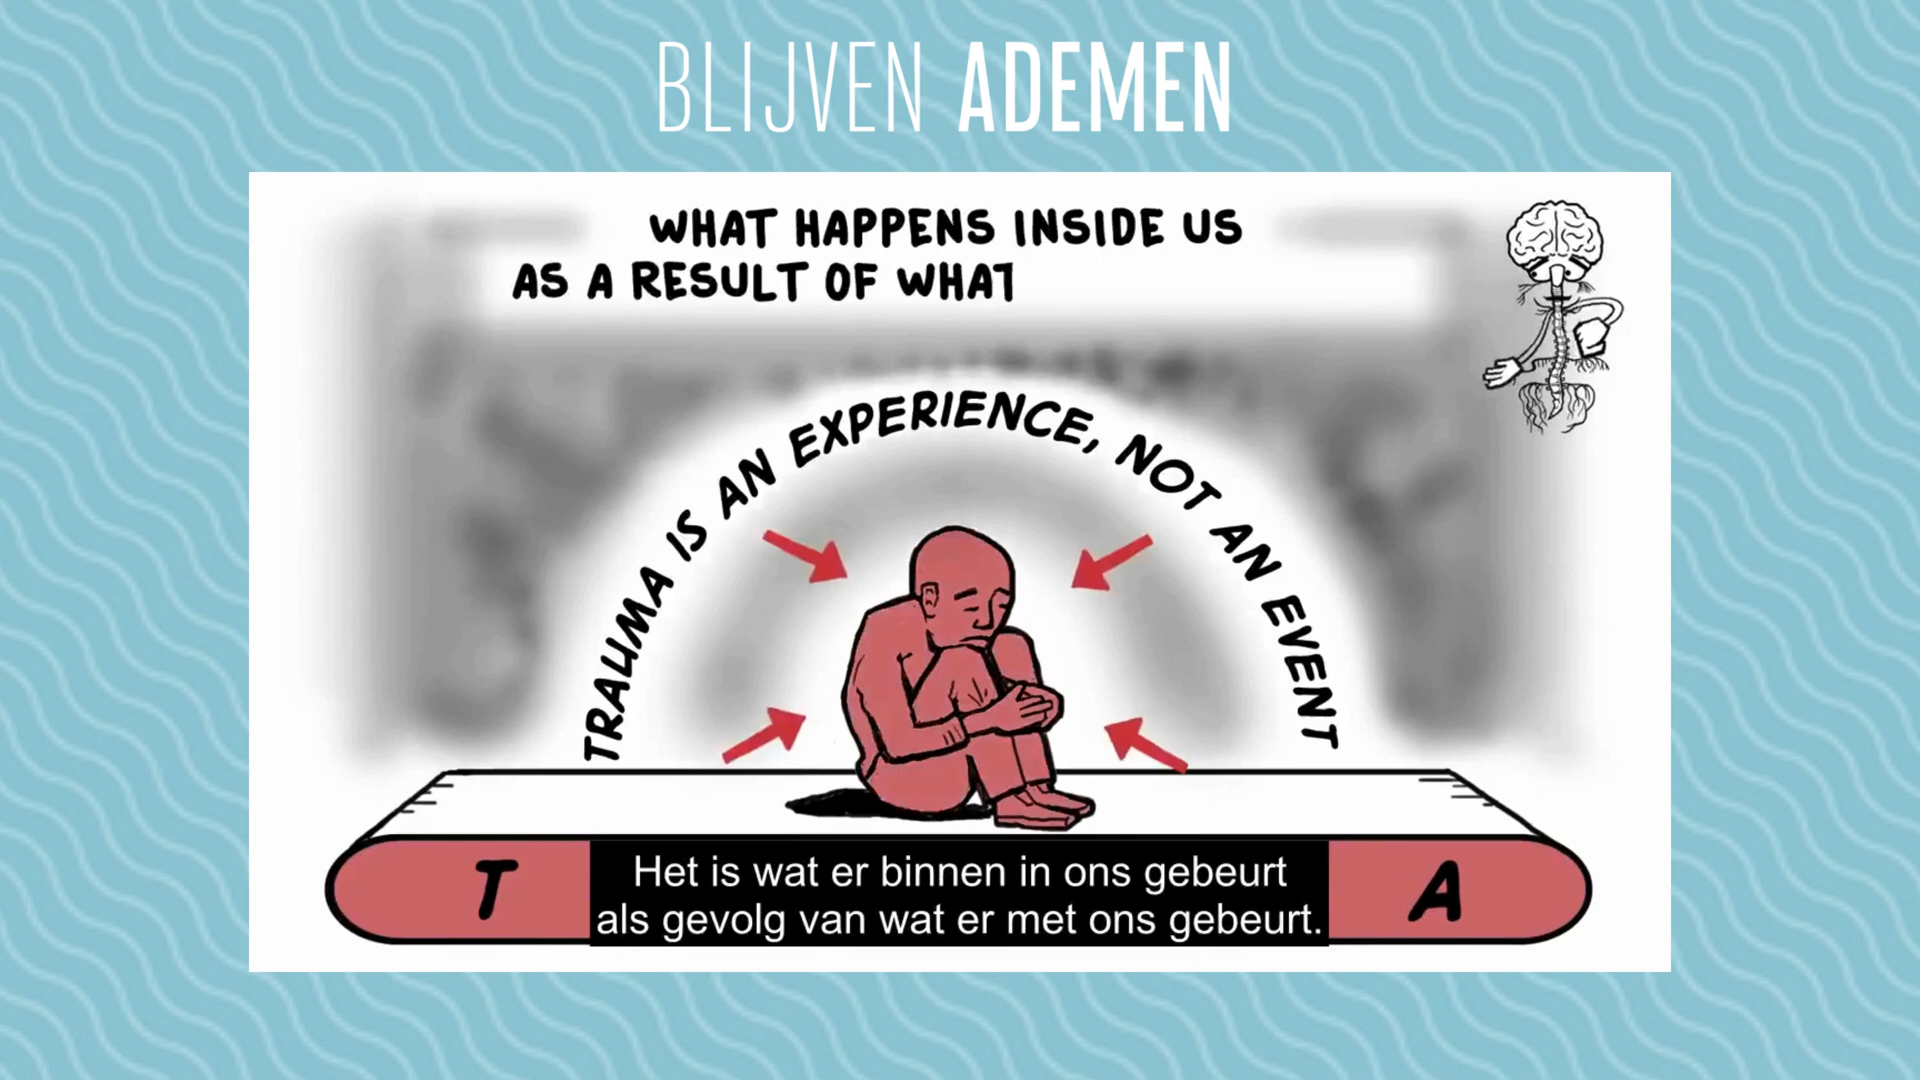 BLIJVEN ADEMEN
WHAT HAPPENS INSIDE US
AS A RESULT OF WHAT
TRAUMA IS AN EXPERIENCE, NOT AN EVENT
T A
Het is wat er binnen in ons gebeurt
als gevolg van wat er met ons gebeurt.